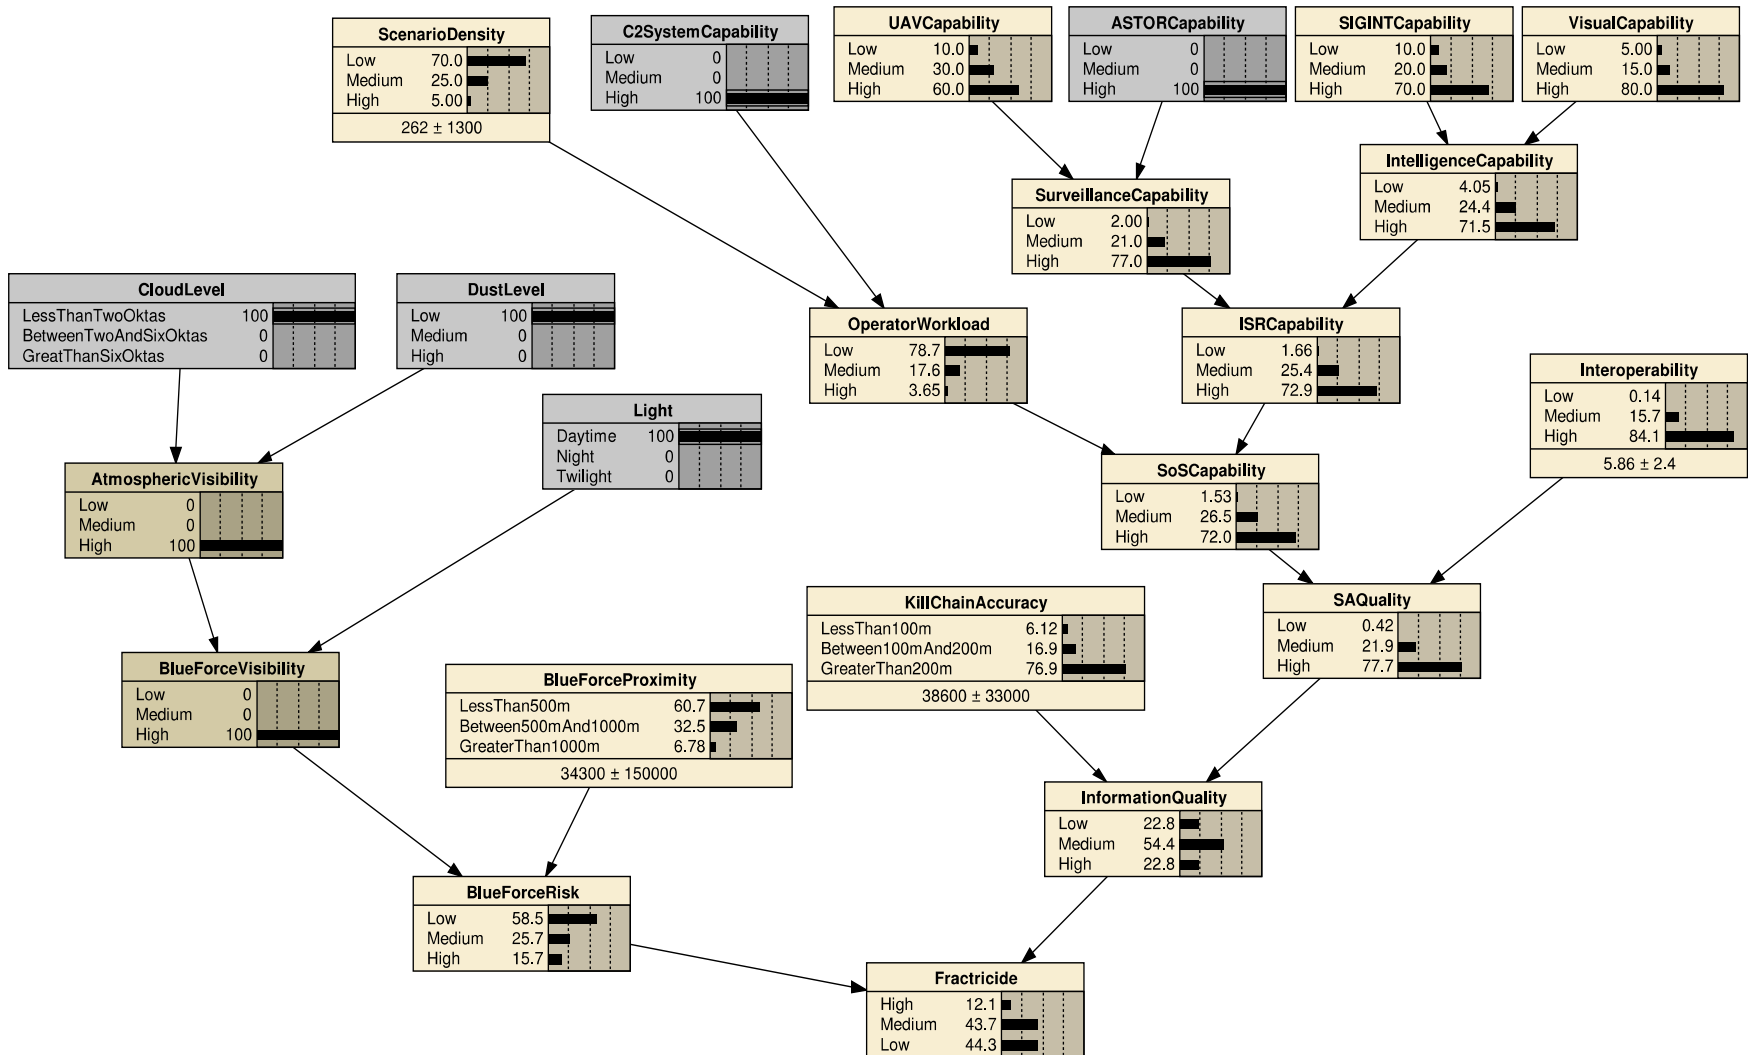 ScenarioDensity
Low 70.0
Medium 25.0
High 5.00
262 ± 1300
C2SystemCapability
Low 0
Medium 0
High 100
UAVCapability
Low 10.0
Medium 30.0
High 60.0
ASTORCapability
Low 0
Medium 0
High 100
SIGINTCapability
Low 10.0
Medium 20.0
High 70.0
VisualCapability
Low 5.00
Medium 15.0
High 80.0
IntelligenceCapability
Low 4.05
Medium 24.4
High 71.5
SurveillanceCapability
Low 2.00
Medium 21.0
High 77.0
CloudLevel
LessThanTwoOktas 100
BetweenTwoAndSixOktas 0
GreatThanSixOktas 0
DustLevel
Low 100
Medium 0
High 0
OperatorWorkload
Low 78.7
Medium 17.6
High 3.65
ISRCapability
Low 1.66
Medium 25.4
High 72.9
Interoperability
Low 0.14
Medium 15.7
High 84.1
5.86 ± 2.4
Light
Daytime 100
Night 0
Twilight 0
AtmosphericVisibility
Low 0
Medium 0
High 100
SoSCapability
Low 1.53
Medium 26.5
High 72.0
KillChainAccuracy
LessThan100m 6.12
Between100mAnd200m 16.9
GreaterThan200m 76.9
38600 ± 33000
SAQuality
Low 0.42
Medium 21.9
High 77.7
BlueForceVisibility
Low 0
Medium 0
High 100
BlueForceProximity
LessThan500m 60.7
Between500mAnd1000m 32.5
GreaterThan1000m 6.78
34300 ± 150000
InformationQuality
Low 22.8
Medium 54.4
High 22.8
BlueForceRisk
Low 58.5
Medium 25.7
High 15.7
Fractricide
High 12.1
Medium 43.7
Low 44.3